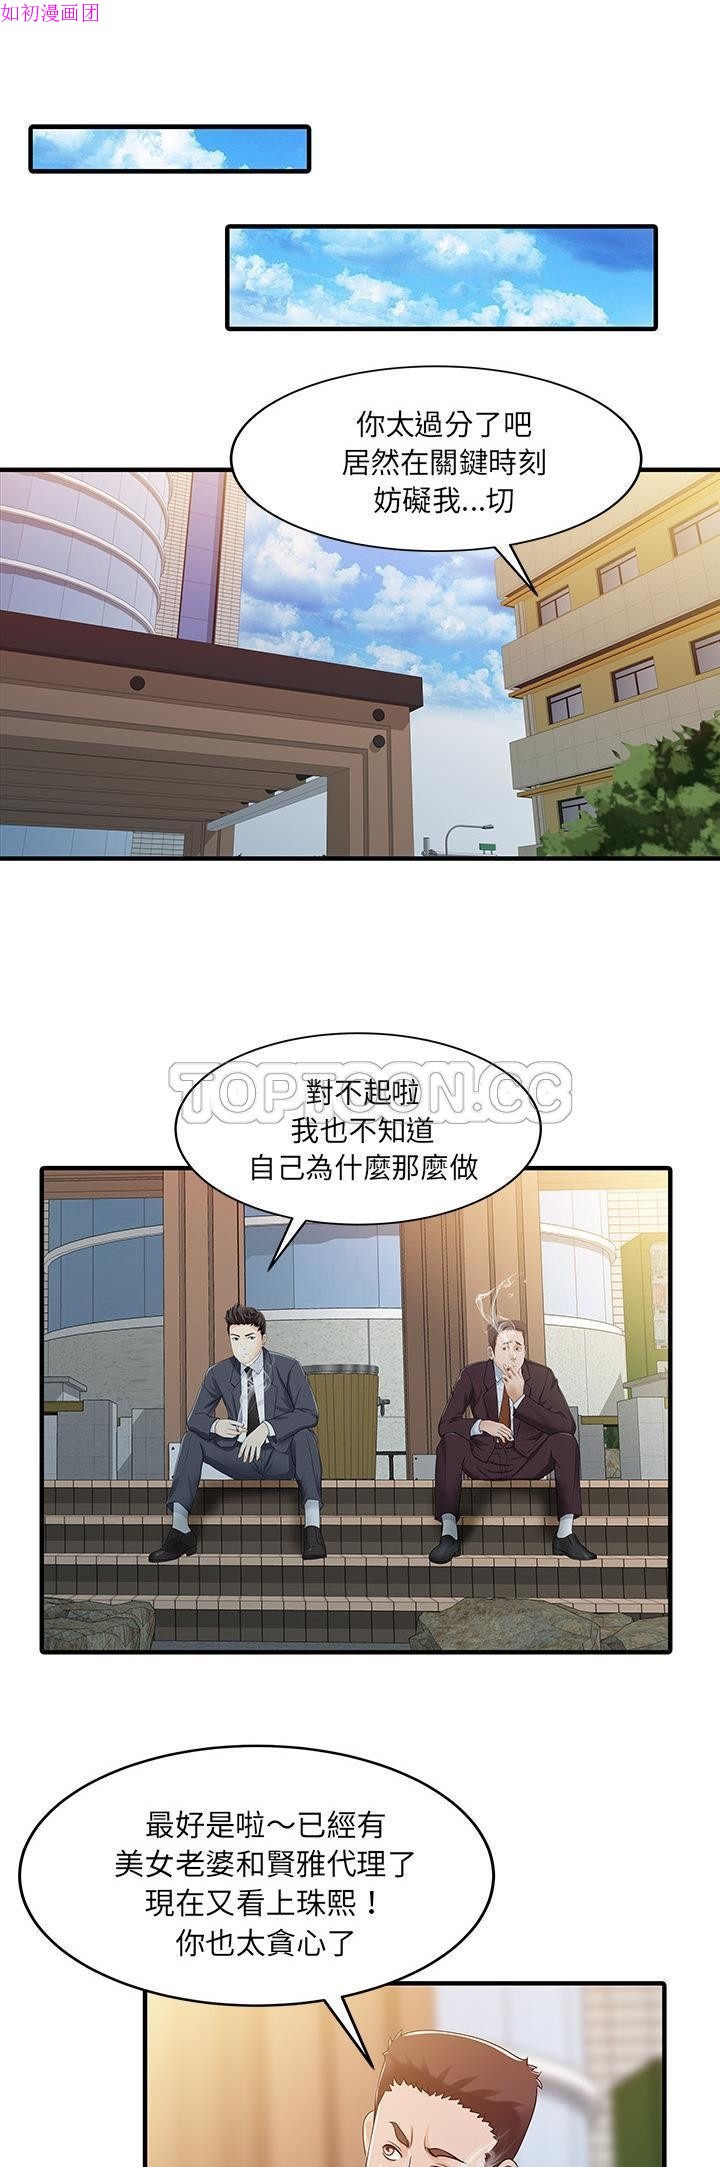 如初漫画团
你太過分了吧
居然在關鍵時刻
妨礙我...切
TOPTOON.CC
對不起啦
我也不知道
自己為什麼那麼做
最好是啦～已經有
美女老婆和賢雅代理了
現在又看上珠熙！
你也太貪心了